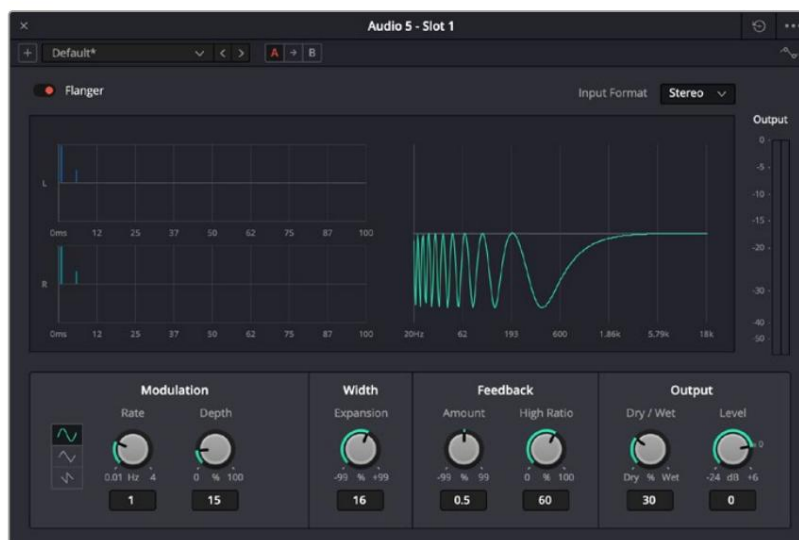 Audio 5 - Slot 1
Default*
A B
Flanger
Input Format Stereo
Output
L
0ms 12 25 37 50 62 75 87 100
R
0ms 12 25 37 50 62 75 87 100
20Hz 62 193 600 1.86k 5.79k 18k
0
-5
-10
-15
-20
-30
-40
-50
Modulation Width Feedback Output
Rate Depth Expansion Amount High Ratio Dry / Wet Level
0
0.01 Hz 4 0 % 100 -99 % +99 -99 % 99 0 % 100 Dry % Wet -24 dB +6
1 15 16 0.5 60 30 0